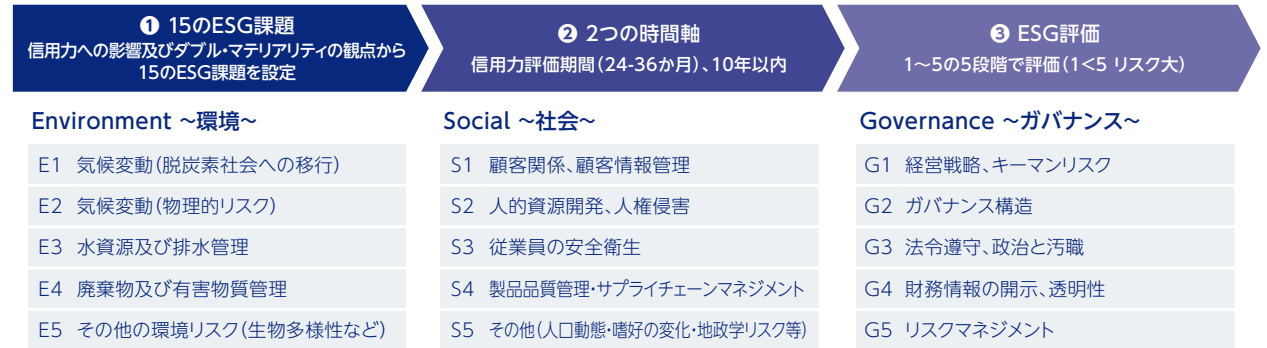 ❶ 15のESG課題
信用力への影響及びダブル・マテリアリティの観点から
15のESG課題を設定
❷ 2つの時間軸
信用力評価期間(24-36か月)、10年以内
❸ ESG評価
1〜5の5段階で評価(1<5 リスク大)
Environment 〜環境〜
E1 気候変動(脱炭素社会への移行)
E2 気候変動(物理的リスク)
E3 水資源及び排水管理
E4 廃棄物及び有害物質管理
E5 その他の環境リスク(生物多様性など)
Social 〜社会〜
S1 顧客関係、顧客情報管理
S2 人的資源開発、人権侵害
S3 従業員の安全衛生
S4 製品品質管理・サプライチェーンマネジメント
S5 その他(人口動態・嗜好の変化・地政学リスク等)
Governance 〜ガバナンス〜
G1 経営戦略、キーマンリスク
G2 ガバナンス構造
G3 法令遵守、政治と汚職
G4 財務情報の開示、透明性
G5 リスクマネジメント